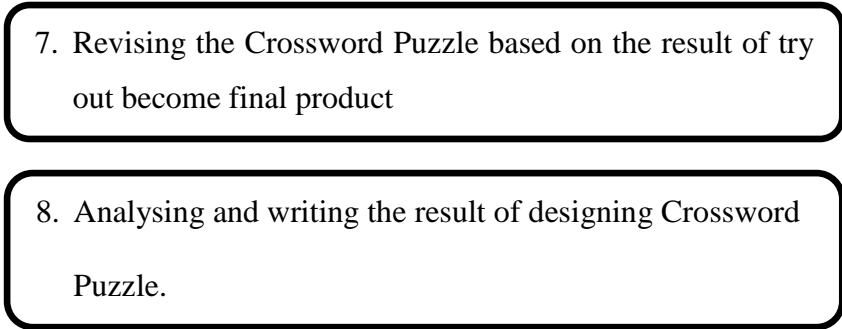 7. Revising the Crossword Puzzle based on the result of try
out become final product
8. Analysing and writing the result of designing Crossword
Puzzle.